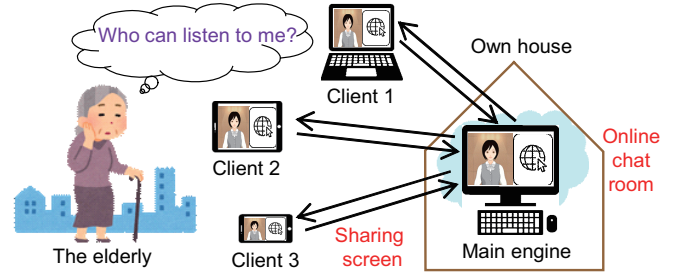 Who can listen to me?
Own house
Client 1
Online
chat
room
Client 2
Sharing
screen
The elderly
Client 3
Main engine